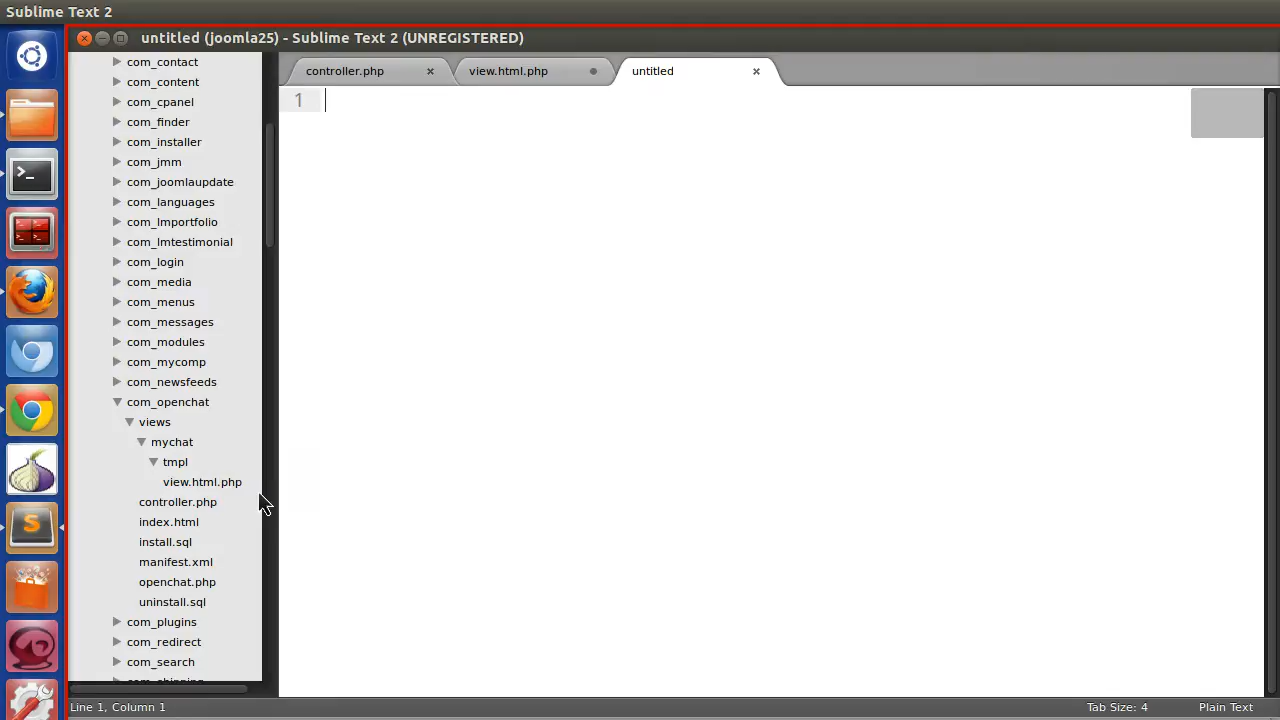 Sublime Text 2
untitled (joomla25) - Sublime Text 2 (UNREGISTERED)
controller.php
view.html.php
untitled
1
com_contact
com_content
com_cpanel
com_finder
com_installer
com_jmm
com_joomlaupdate
com_languages
com_lmportfolio
com_lmtestimonial
com_login
com_media
com_menus
com_messages
com_modules
com_mycomp
com_newsfeeds
com_openchat
views
mychat
tmpl
view.html.php
controller.php
index.html
install.sql
manifest.xml
openchat.php
uninstall.sql
com_plugins
com_redirect
com_search
Line 1, Column 1
Tab Size: 4
Plain Text